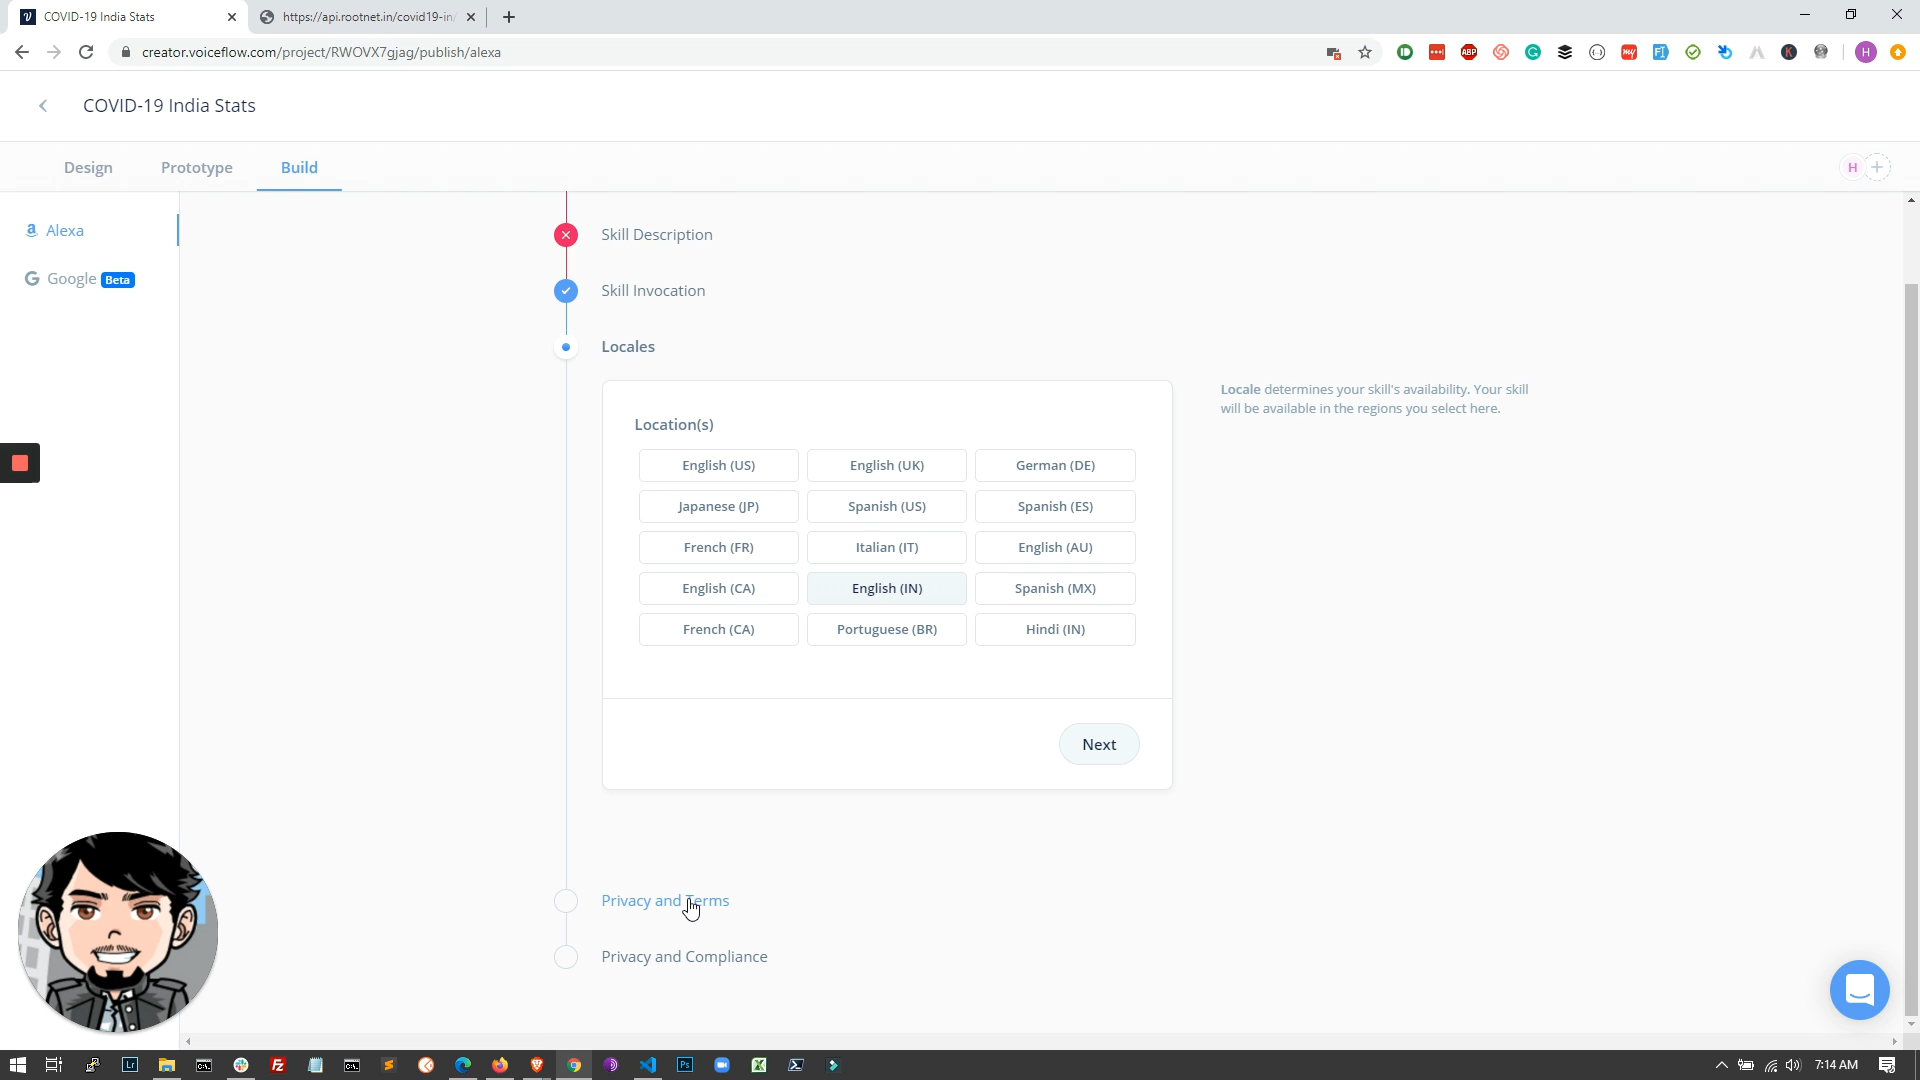 COVID-19 India Stats
https://api.rootnet.in/covid19-in/
creator.voiceflow.com/project/RWOVX7gjag/publish/alexa
COVID-19 India Stats
Design
Prototype
Build
H
Alexa
Google Beta
Skill Description
Skill Invocation
Locales
Location(s)
English (US)
English (UK)
German (DE)
Japanese (JP)
Spanish (US)
Spanish (ES)
French (FR)
Italian (IT)
English (AU)
English (CA)
English (IN)
Spanish (MX)
French (CA)
Portuguese (BR)
Hindi (IN)
Next
Locale determines your skill's availability. Your skill
will be available in the regions you select here.
Privacy and Terms
Privacy and Compliance
7:14 AM